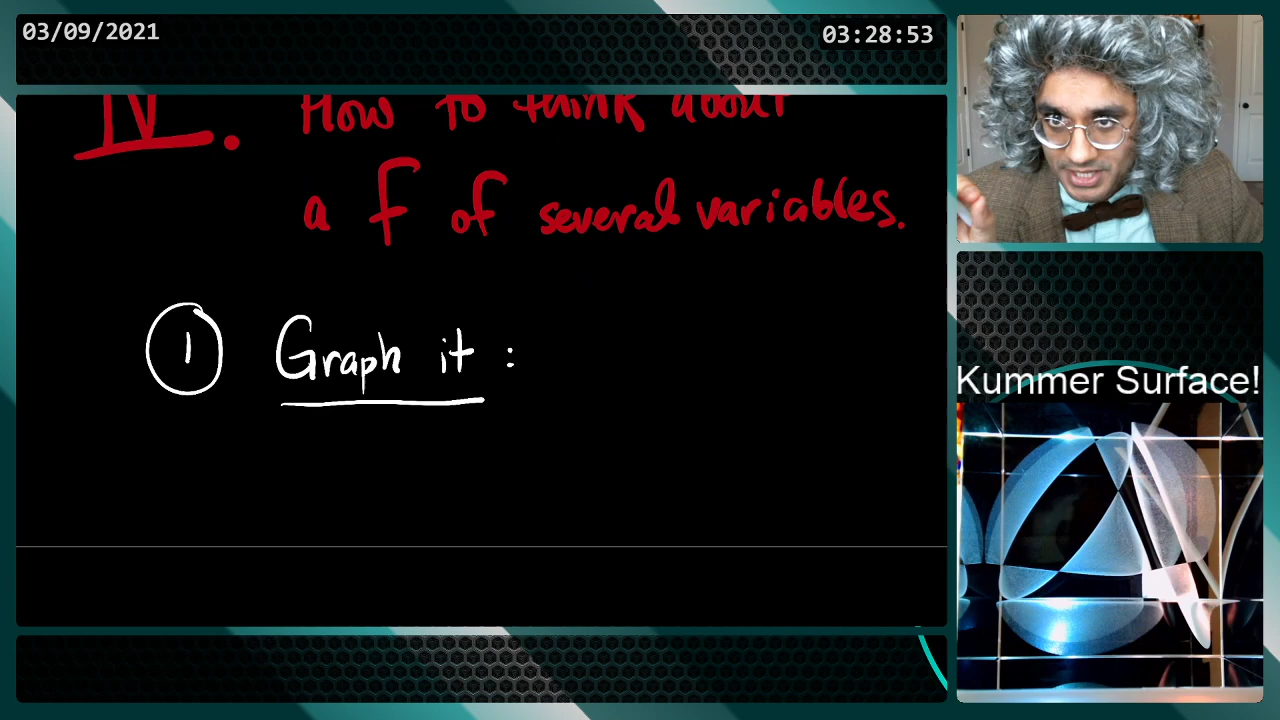 03/09/2021
03:28:53
IV. How to think about
a f of several variables.
1 Graph it :
Kummer Surface!